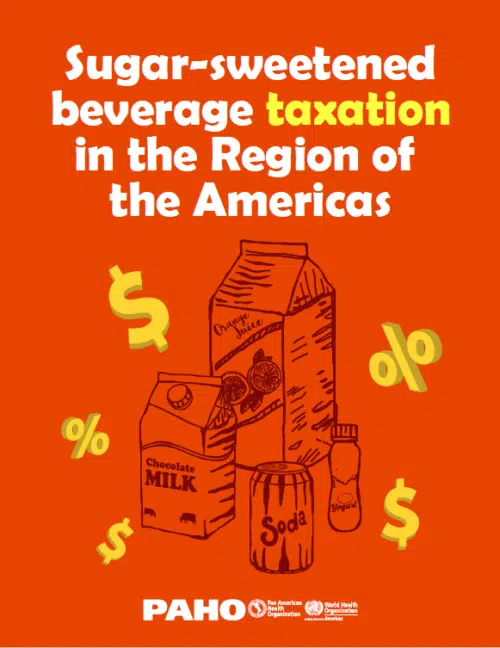 Sugar-sweetened
beverage taxation
in the Region of
the Americas
$
%
Orange
Juice
%
Chocolate
MILK
Soda
Yogurt
$
$
PAHO
Pan American
Health
Organization
World Health
Organization
Americas